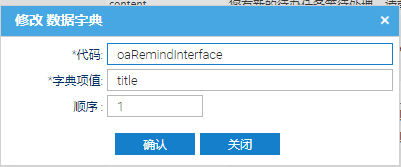 content
修改 数据字典 ×
*代码: oaRemindInterface
*字典项值: title
顺序 : 1
确认 关闭